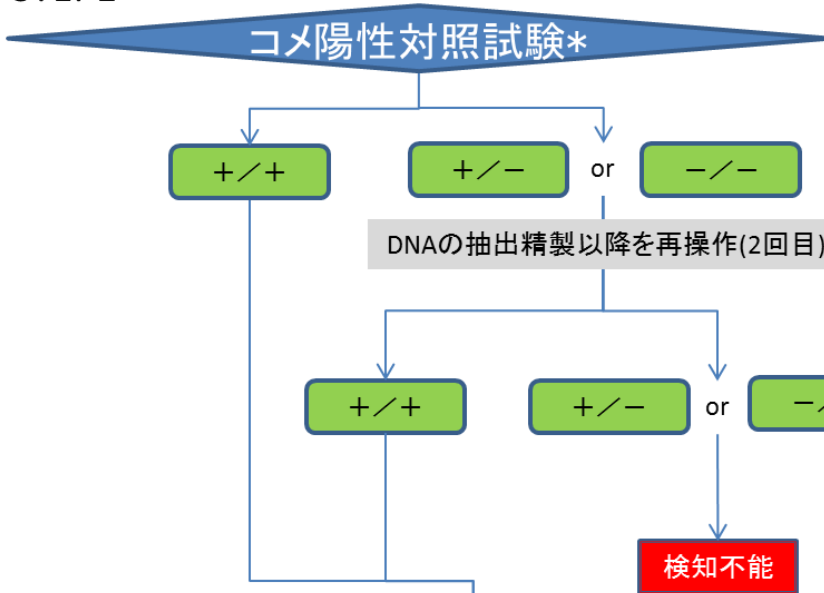 コメ陽性対照試験*
+/+
+/- or -/-
DNAの抽出精製以降を再操作(2回目)
+/+
+/- or
検知不能